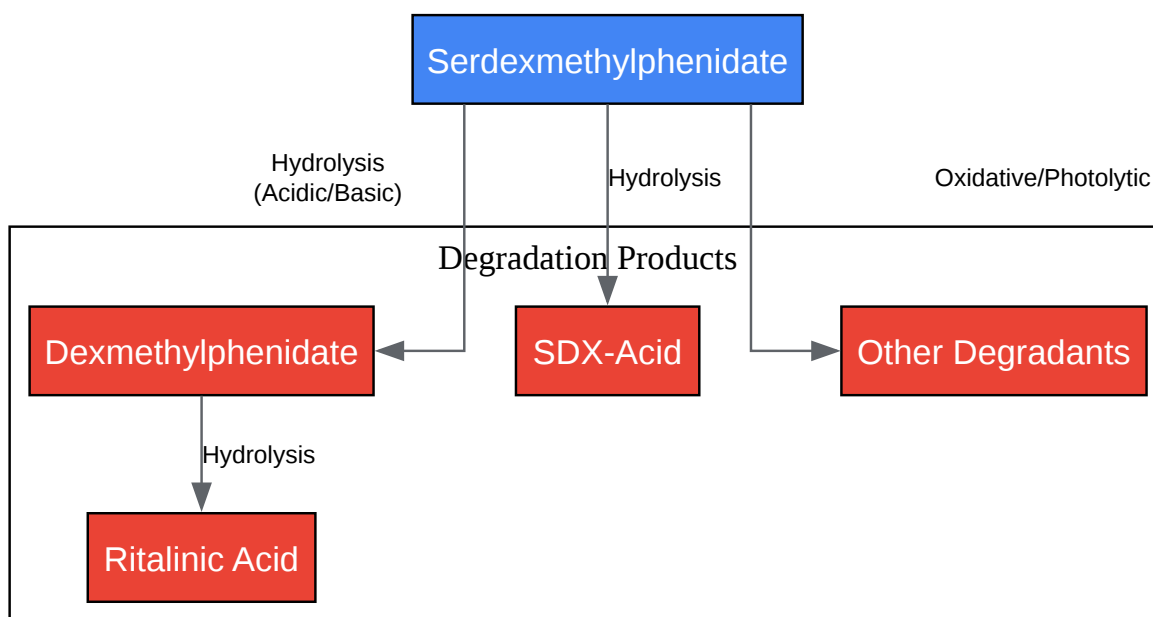 Serdexmethylphenidate
Hydrolysis
(Acidic/Basic)
Hydrolysis
Oxidative/Photolytic
Degradation Products
Dexmethylphenidate
SDX-Acid
Other Degradants
Hydrolysis
Ritalinic Acid